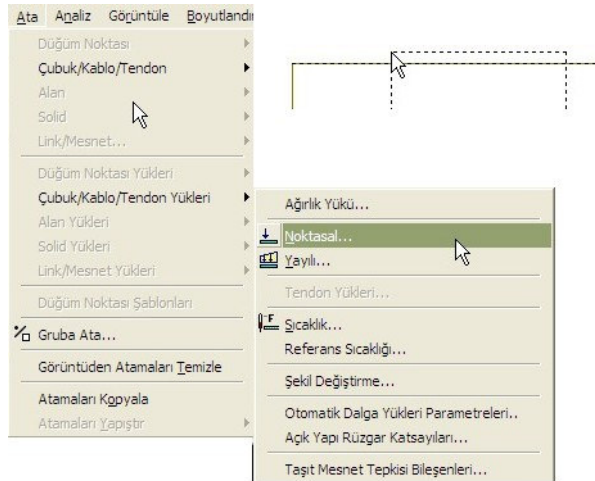 Ata Analiz Görüntüle Boyutlandı
Düğüm Noktası
Çubuk/Kablo/Tendon
Alan
Solid
Link/Mesnet...
Düğüm Noktası Yükleri
Çubuk/Kablo/Tendon Yükleri
Alan Yükleri
Solid Yükleri
Link/Mesnet Yükleri
Düğüm Noktası Şablonları
Gruba Ata...
Görüntüden Atamaları Temizle
Atamaları Kopyala
Atamaları Yapıştır
Ağırlık Yükü...
Noktasal...
Yayılı...
Tendon Yükleri...
Sıcaklık...
Referans Sıcaklığı...
Şekil Değiştirme...
Otomatik Dalga Yükleri Parametreleri..
Açık Yapı Rüzgar Katsayıları...
Taşıt Mesnet Tepkisi Bileşenleri...